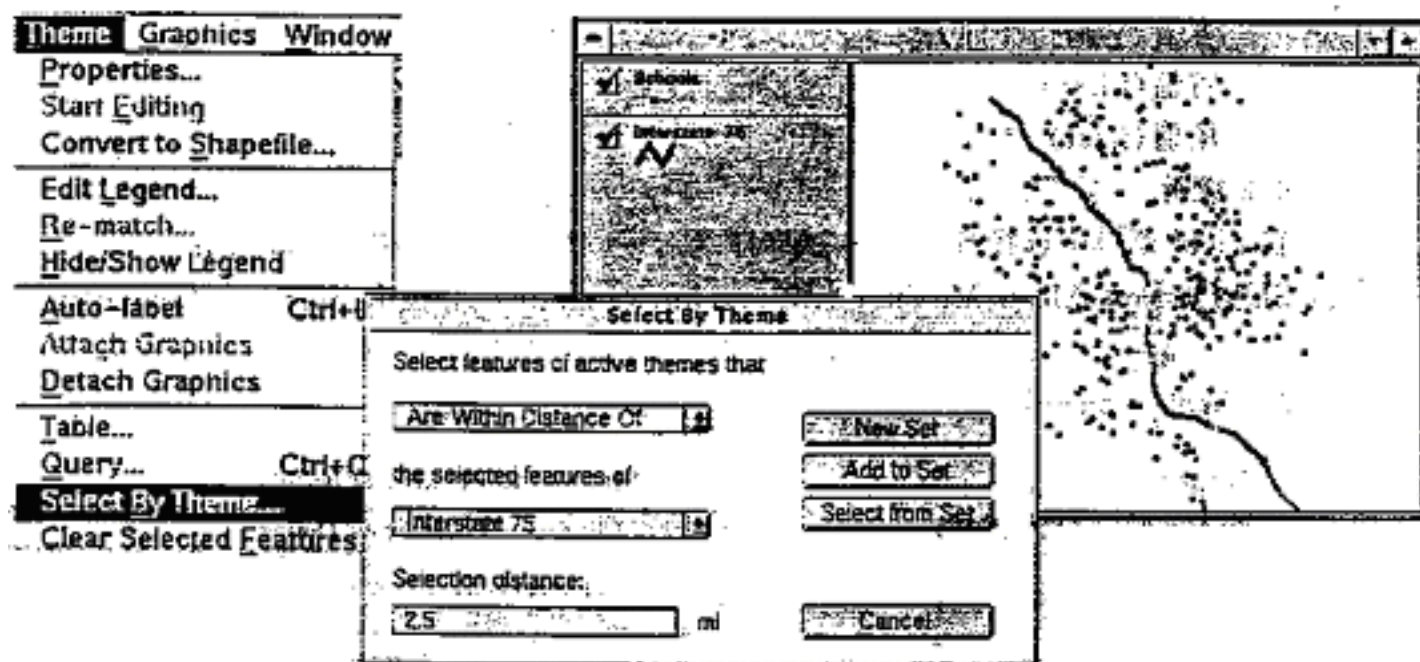 Theme Graphics Window
Properties...
Start Editing
Convert to Shapefile...
Edit Legend...
Re-match...
Hide/Show Legend
Auto-label Ctrl+
Attach Graphics
Detach Graphics
Table...
Query... Ctrl+
Select By Theme...
Clear Selected Features
Schools
Interstate 75
Select By Theme
Select features of active themes that
Are Within Distance Of
the selected features of
Interstate 75
Selection distance:
2.5 mi
New Set
Add to Set
Select from Set
Cancel